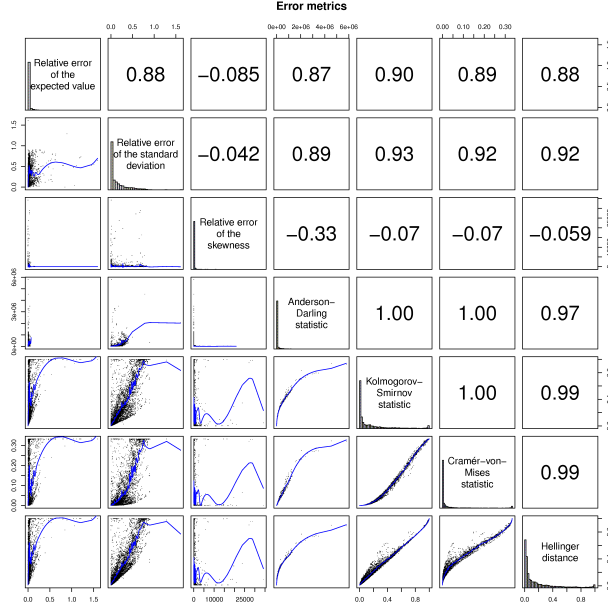 Error metrics
0.0 0.5 1.0 1.5
0e+00 2e+06 4e+06 6e+06
0.00 0.10 0.20 0.30
Relative error
of the
expected value
0.88
−0.085
0.87
0.90
0.89
0.88
0.0 0.5 1.0 1.5
Relative error
of the standard
deviation
−0.042
0.89
0.93
0.92
0.92
Relative error
of the
skewness
−0.33
−0.07
−0.07
−0.059
0e+00 3e+06 6e+06
Anderson−
Darling
statistic
1.00
1.00
0.97
Kolmogorov−
Smirnov
statistic
1.00
0.99
0.00 0.10 0.20 0.30
Cramér−von−
Mises
statistic
0.99
Hellinger
distance
0.0 0.5 1.0 1.5
0 10000 25000
0.0 0.4 0.8
0.0 0.4 0.8